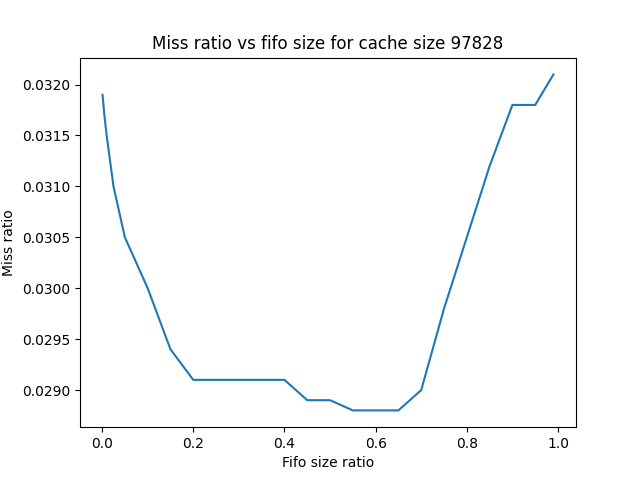 Miss ratio vs fifo size for cache size 97828
Miss ratio
0.0320
0.0315
0.0310
0.0305
0.0300
0.0295
0.0290
0.0 0.2 0.4 0.6 0.8 1.0
Fifo size ratio